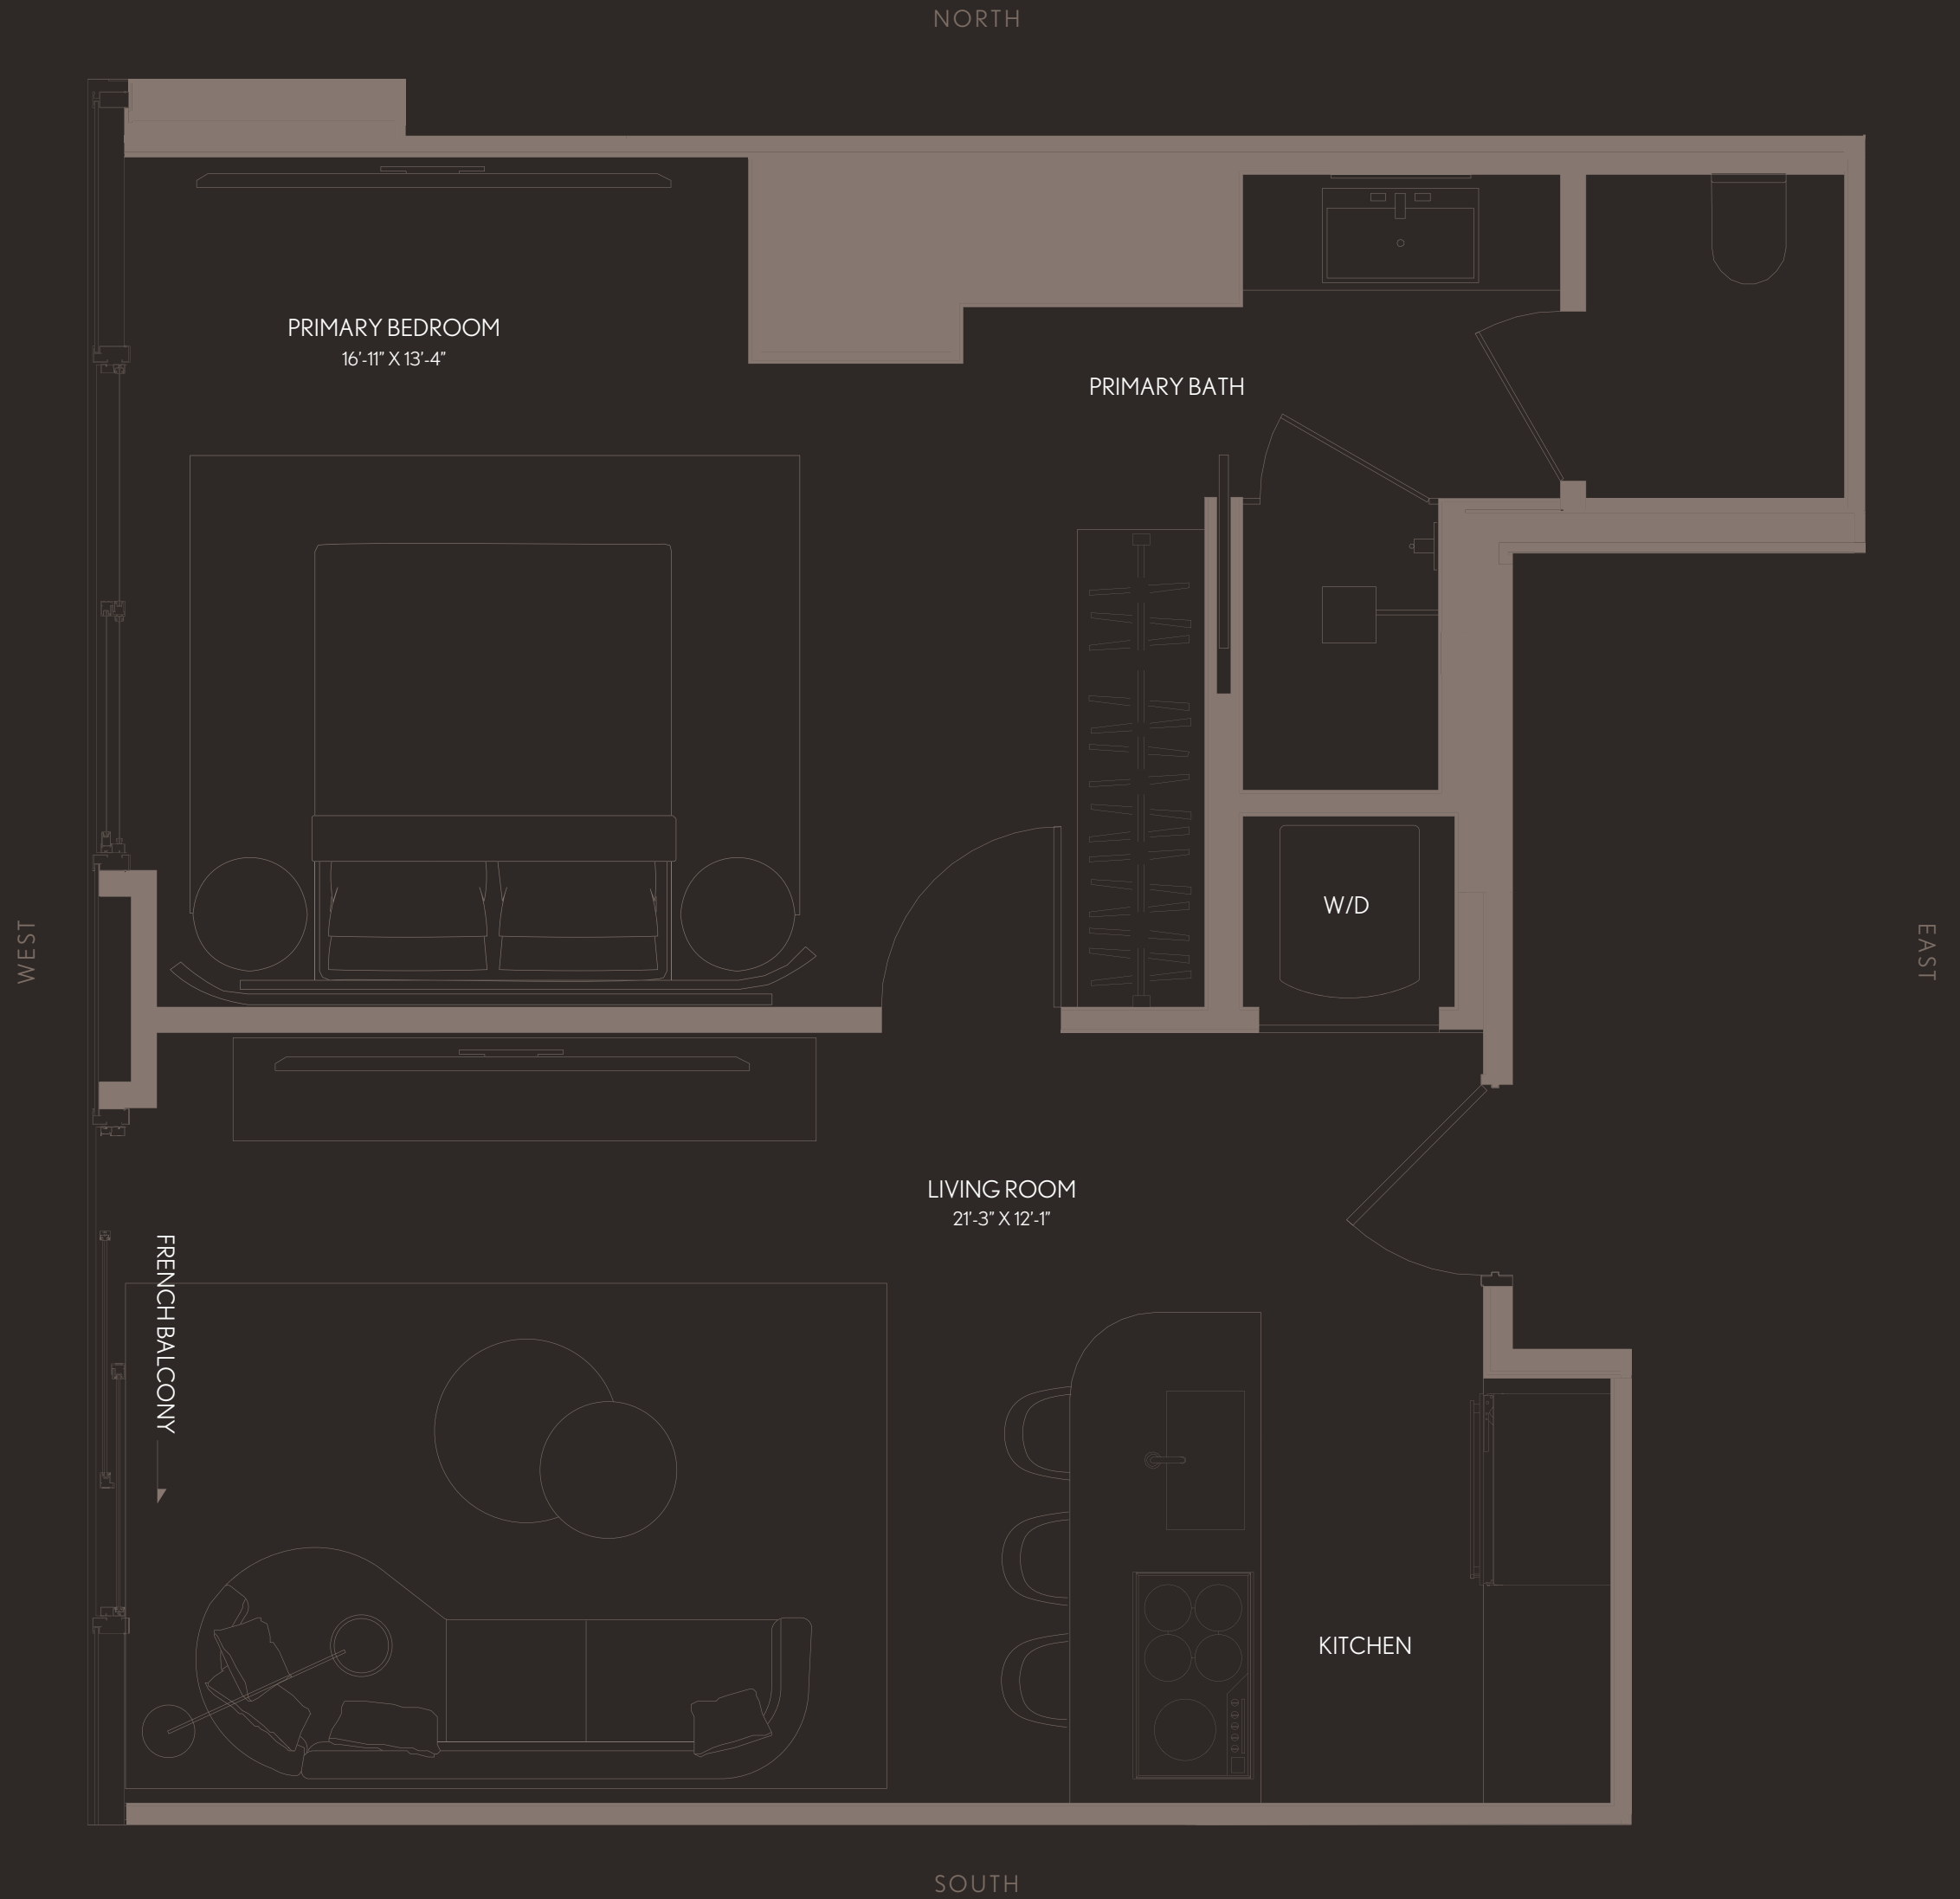 NORTH
PRIMARY BEDROOM
16'-11" X 13'-4"
PRIMARY BATH
W/D
WEST
EAST
LIVING ROOM
21'-3" X 12'-1"
FRENCH BALCONY
KITCHEN
SOUTH